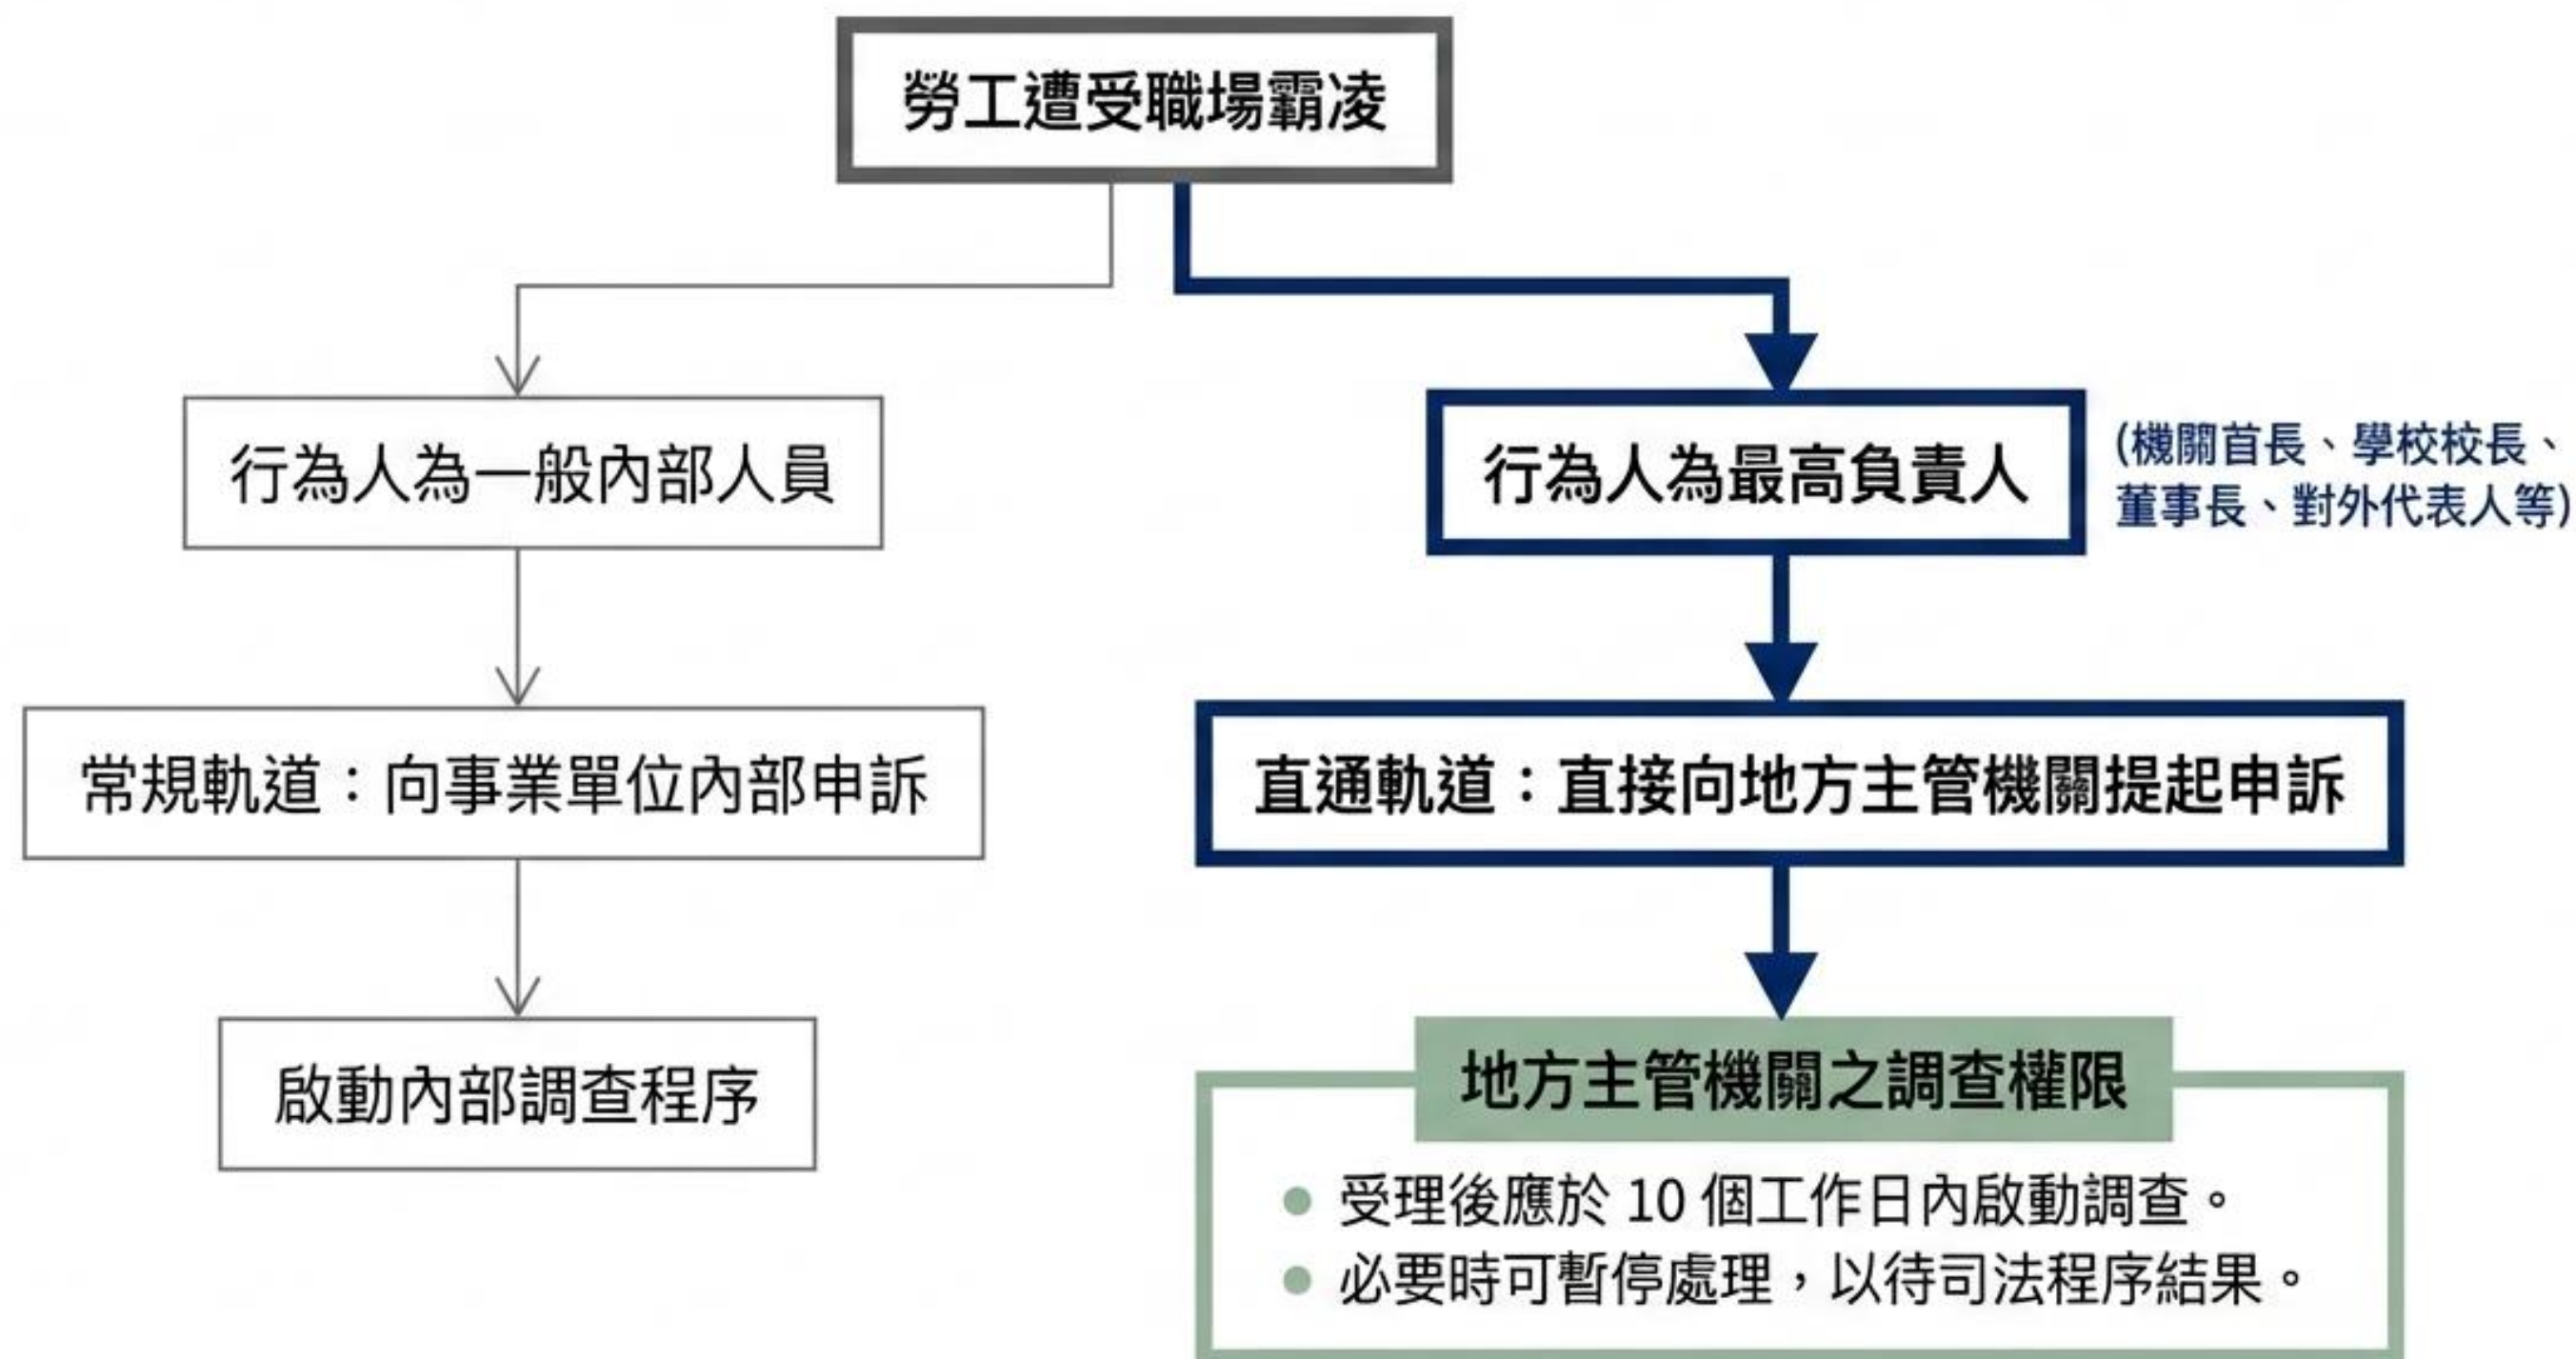 勞工遭受職場霸凌
行為人為一般內部人員
常規軌道：向事業單位內部申訴
啟動內部調查程序
行為人為最高負責人
(機關首長、學校校長、
董事長、對外代表人等)
直通軌道：直接向地方主管機關提起申訴
地方主管機關之調查權限
受理後應於 10 個工作日內啟動調查。
必要時可暫停處理，以待司法程序結果。